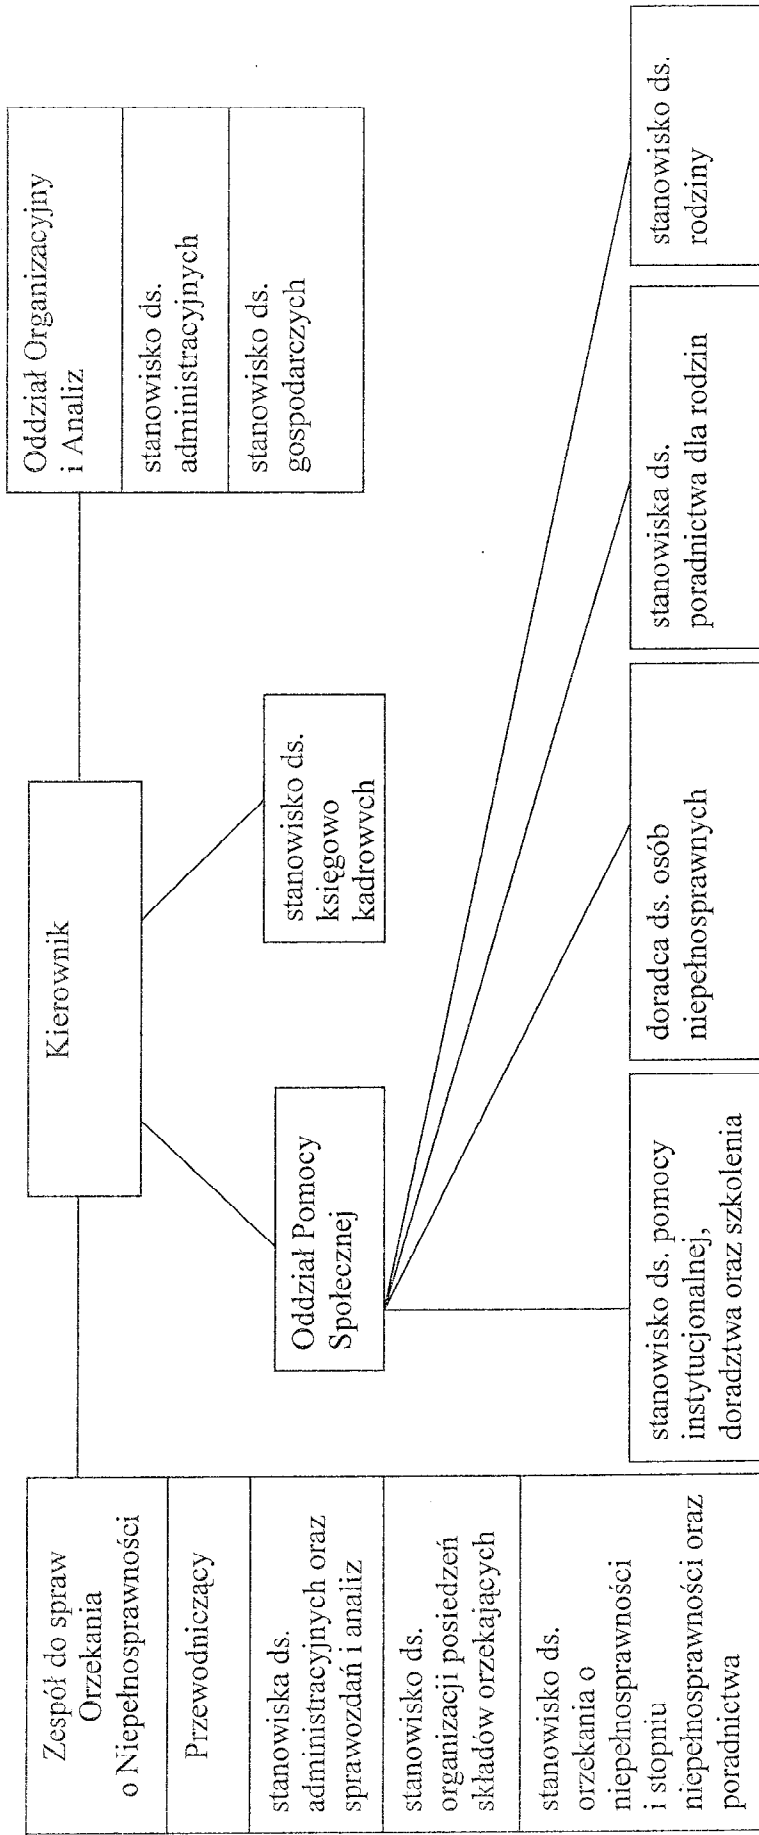 Zespół do spraw
Orzekania
o Niepełnosprawności
Przewodniczący
stanowiska ds.
administracyjnych oraz
sprawozdań i analiz
stanowisko ds.
organizacji posiedzeń
składów orzekających
stanowisko ds.
orzekania o
niepełnosprawności
i stopniu
niepełnosprawności oraz
poradnictwa
Kierownik
Oddział Pomocy
Społecznej
stanowisko ds.
księgowo
kadrowych
Oddział Organizacyjny
i Analiz
stanowisko ds.
administracyjnych
stanowisko ds.
gospodarczych
stanowisko ds. pomocy
instytucjonalnej,
doradztwa oraz szkolenia
doradca ds. osób
niepełnosprawnych
stanowiska ds.
poradnictwa dla rodzin
stanowisko ds.
rodziny